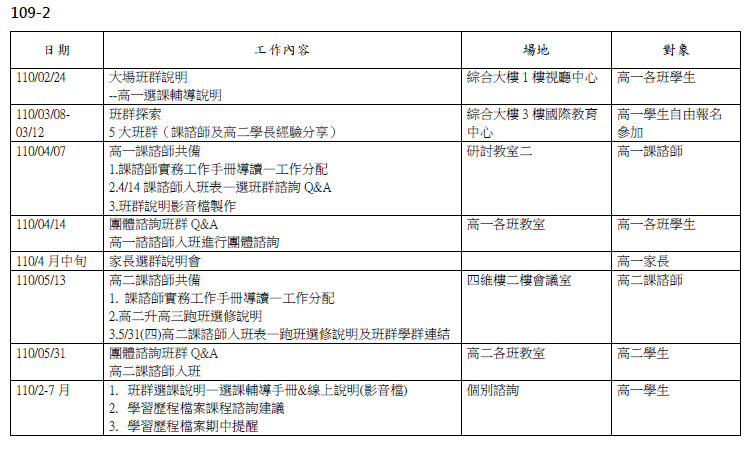 109-2
日期 工作內容 場地 對象
110/02/24 大場班群說明 綜合大樓 1 樓視聽中心 高一各班學生
--高一選課輔導說明
110/03/08- 班群探索 綜合大樓 3 樓國際教育 高一學生自由報名
03/12 5 大班群（課諮師及高二學長經驗分享） 中心 參加
110/04/07 高一課諮師共備 研討教室二 高一課諮師
1.課諮師實務工作手冊導讀—工作分配
2.4/14 課諮師入班表—選班群諮詢 Q&A
3.班群說明影音檔製作
110/04/14 團體諮詢班群 Q&A 高一各班教室 高一各班學生
高一諮諮師入班進行團體諮詢
110/4 月中旬 家長選群說明會 高一家長
110/05/13 高二課諮師共備 四維樓二樓會議室 高二課諮師
1. 課諮師實務工作手冊導讀—工作分配
2.高二升高三跑班選修說明
3.5/31(四)高二課諮師入班表—跑班選修說明及班群學群連結
110/05/31 團體諮詢班群 Q&A 高二各班教室 高二學生
高二課諮師入班
110/2-7 月 1. 班群選課說明—選課輔導手冊&線上說明(影音檔) 個別諮詢 高一學生
2. 學習歷程檔案課程諮詢建議
3. 學習歷程檔案期中提醒